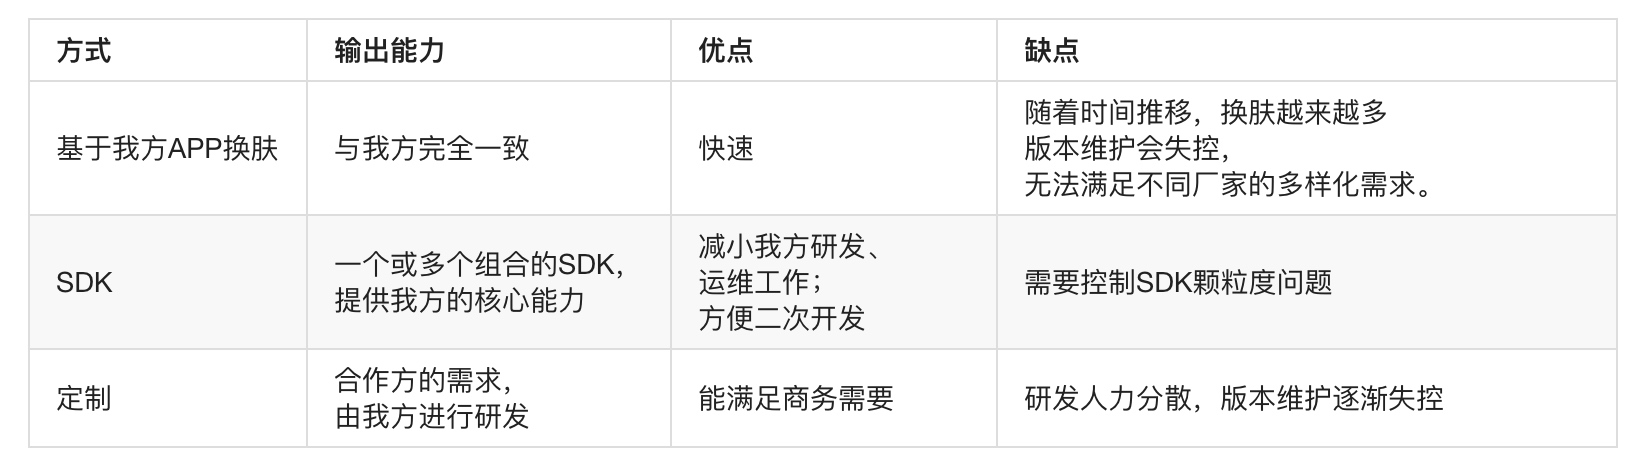 方式
输出能力
优点
缺点
基于我方APP换肤
与我方完全一致
快速
随着时间推移，换肤越来越多
版本维护会失控，
无法满足不同厂家的多样化需求。
SDK
一个或多个组合的SDK，
提供我方的核心能力
减小我方研发、
运维工作；
方便二次开发
需要控制SDK颗粒度问题
定制
合作方的需求，
由我方进行研发
能满足商务需要
研发人力分散，版本维护逐渐失控